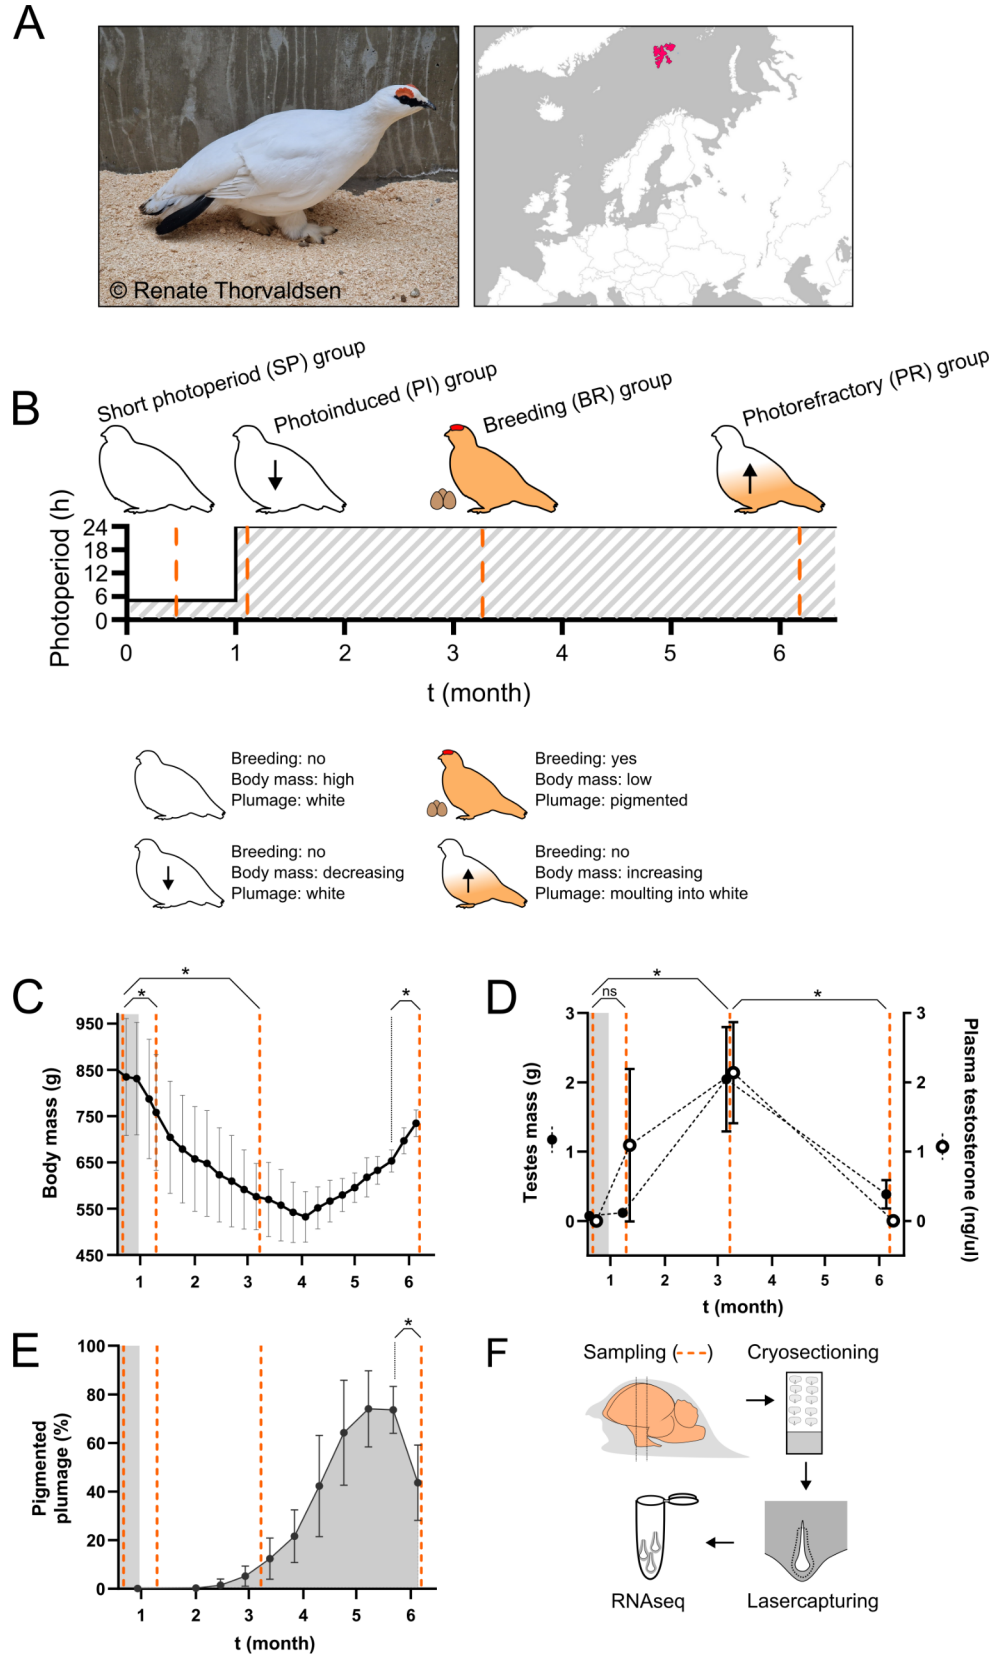 A
© Renate Thorvaldsen
B
Short photoperiod (SP) group
Photoinduced (PI) group
Breeding (BR) group
Photorefractory (PR) group
Photoperiod (h)
24
18
12
6
0
0 1 2 3 4 5 6
t (month)
Breeding: no
Body mass: high
Plumage: white
Breeding: yes
Body mass: low
Plumage: pigmented
Breeding: no
Body mass: decreasing
Plumage: white
Breeding: no
Body mass: increasing
Plumage: moulting into white
C
*
*
*
Body mass (g)
950
850
750
650
550
450
1 2 3 4 5 6
D
*
ns
*
Testes mass (g)
3
2
1
0
3
2
1
0
Plasma testosterone (ng/ul)
1 2 3 4 5 6
t (month)
E
*
Pigmented
plumage (%)
100
80
60
40
20
0
1 2 3 4 5 6
t (month)
F
Sampling (---)
Cryosectioning
RNAseq
Lasercapturing